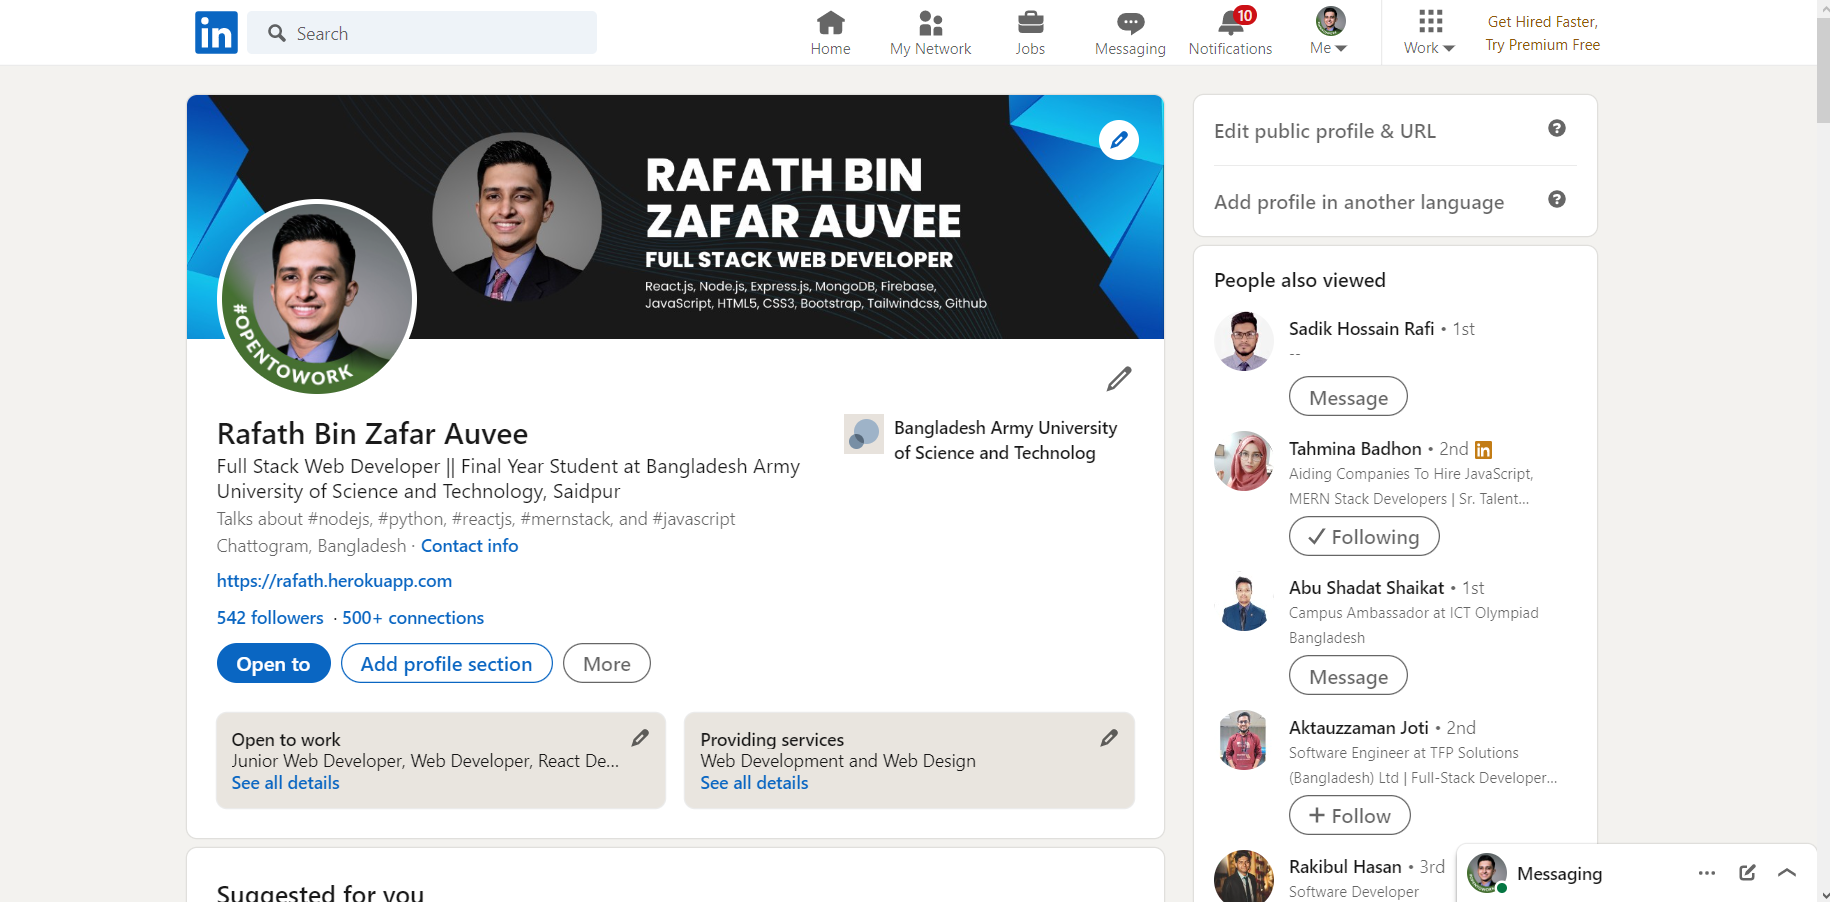 in
Search
Home
My Network
Jobs
Messaging
10
Notifications
Me
Work
Get Hired Faster,
Try Premium Free
RAFATH BIN
ZAFAR AUVEE
FULL STACK WEB DEVELOPER
React.js, Node.js, Express.js, MongoDB, Firebase,
JavaScript, HTML5, CSS3, Bootstrap, Tailwindcss, Github
#OPENTOWORK
Rafath Bin Zafar Auvee
Full Stack Web Developer || Final Year Student at Bangladesh Army
University of Science and Technology, Saidpur
Talks about #nodejs, #python, #reactjs, #mernstack, and #javascript
Chattogram, Bangladesh · Contact info
https://rafath.herokuapp.com
542 followers · 500+ connections
Open to
Add profile section
More
Bangladesh Army University
of Science and Technolog
Open to work
Junior Web Developer, Web Developer, React De...
See all details
Providing services
Web Development and Web Design
See all details
Suggested for you
Edit public profile & URL
?
Add profile in another language
?
People also viewed
Sadik Hossain Rafi • 1st
--
Message
Tahmina Badhon • 2nd in
Aiding Companies To Hire JavaScript,
MERN Stack Developers | Sr. Talent...
Following
Abu Shadat Shaikat • 1st
Campus Ambassador at ICT Olympiad
Bangladesh
Message
Aktauzzaman Joti • 2nd
Software Engineer at TFP Solutions
(Bangladesh) Ltd | Full-Stack Developer...
+ Follow
Rakibul Hasan • 3rd
Software Developer
Messaging